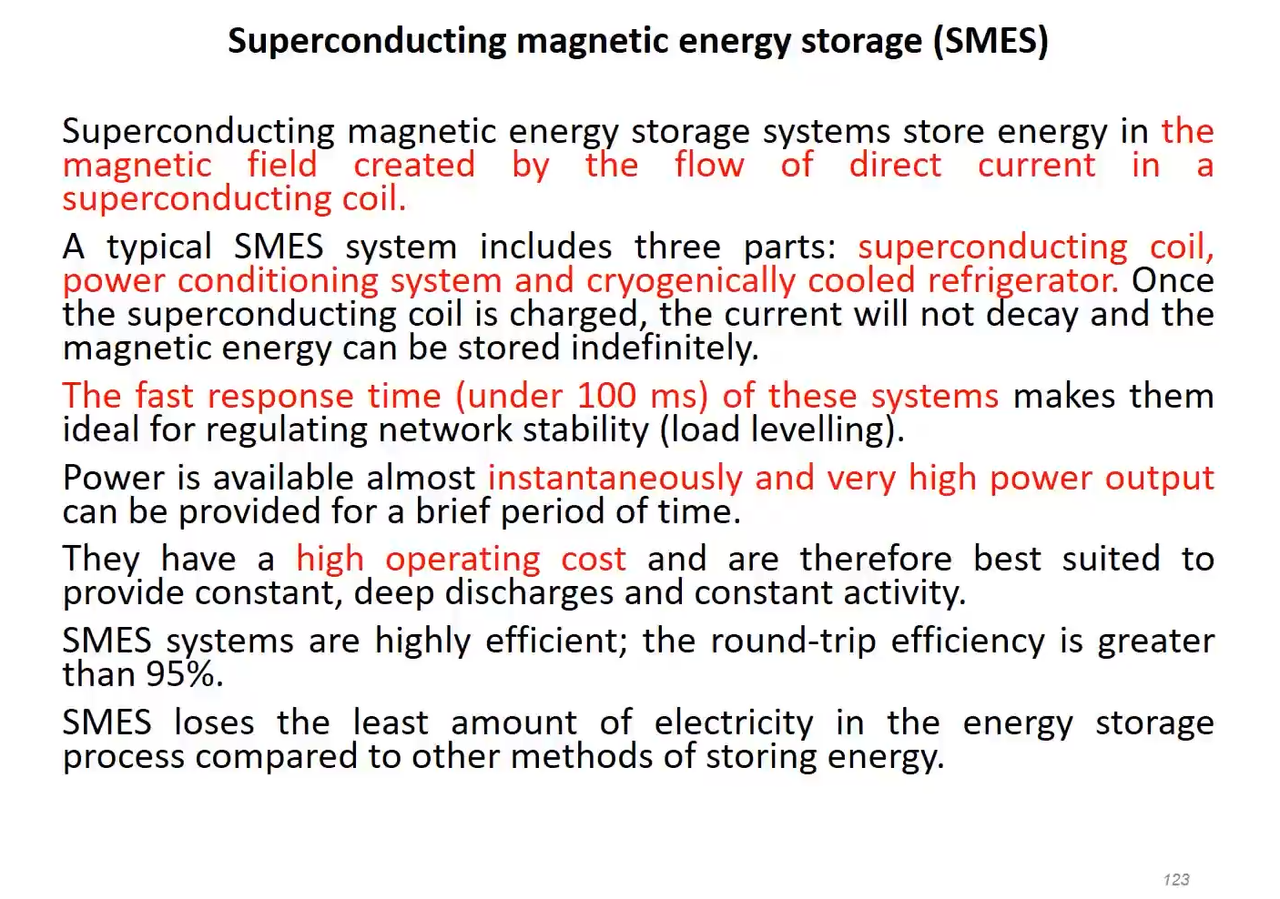 Superconducting magnetic energy storage (SMES)
Superconducting magnetic energy storage systems store energy in the
magnetic field created by the flow of direct current in a
superconducting coil.
A typical SMES system includes three parts: superconducting coil,
power conditioning system and cryogenically cooled refrigerator. Once
the superconducting coil is charged, the current will not decay and the
magnetic energy can be stored indefinitely.
The fast response time (under 100 ms) of these systems makes them
ideal for regulating network stability (load levelling).
Power is available almost instantaneously and very high power output
can be provided for a brief period of time.
They have a high operating cost and are therefore best suited to
provide constant, deep discharges and constant activity.
SMES systems are highly efficient; the round-trip efficiency is greater
than 95%.
SMES loses the least amount of electricity in the energy storage
process compared to other methods of storing energy.
123